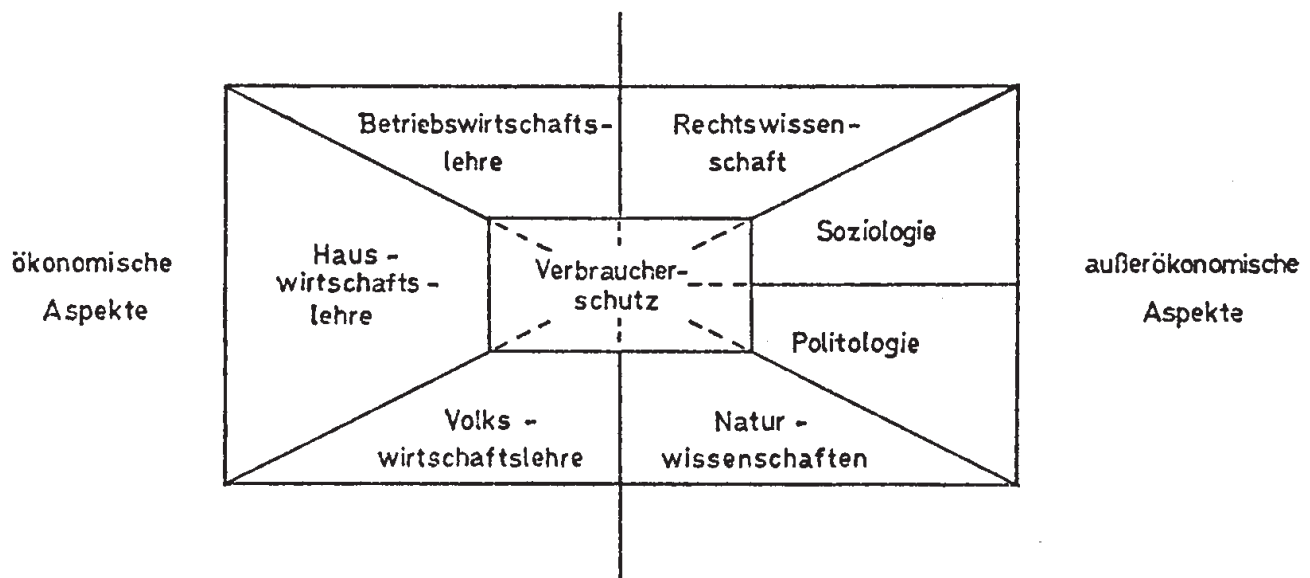 Betriebswirtschafts-
lehre
Rechtswissen-
schaft
ökonomische
Aspekte
Haus-
wirtschafts-
lehre
Verbraucher-
schutz
Soziologie
Politologie
außerökonomische
Aspekte
Volks-
wirtschaftslehre
Natur-
wissenschaften